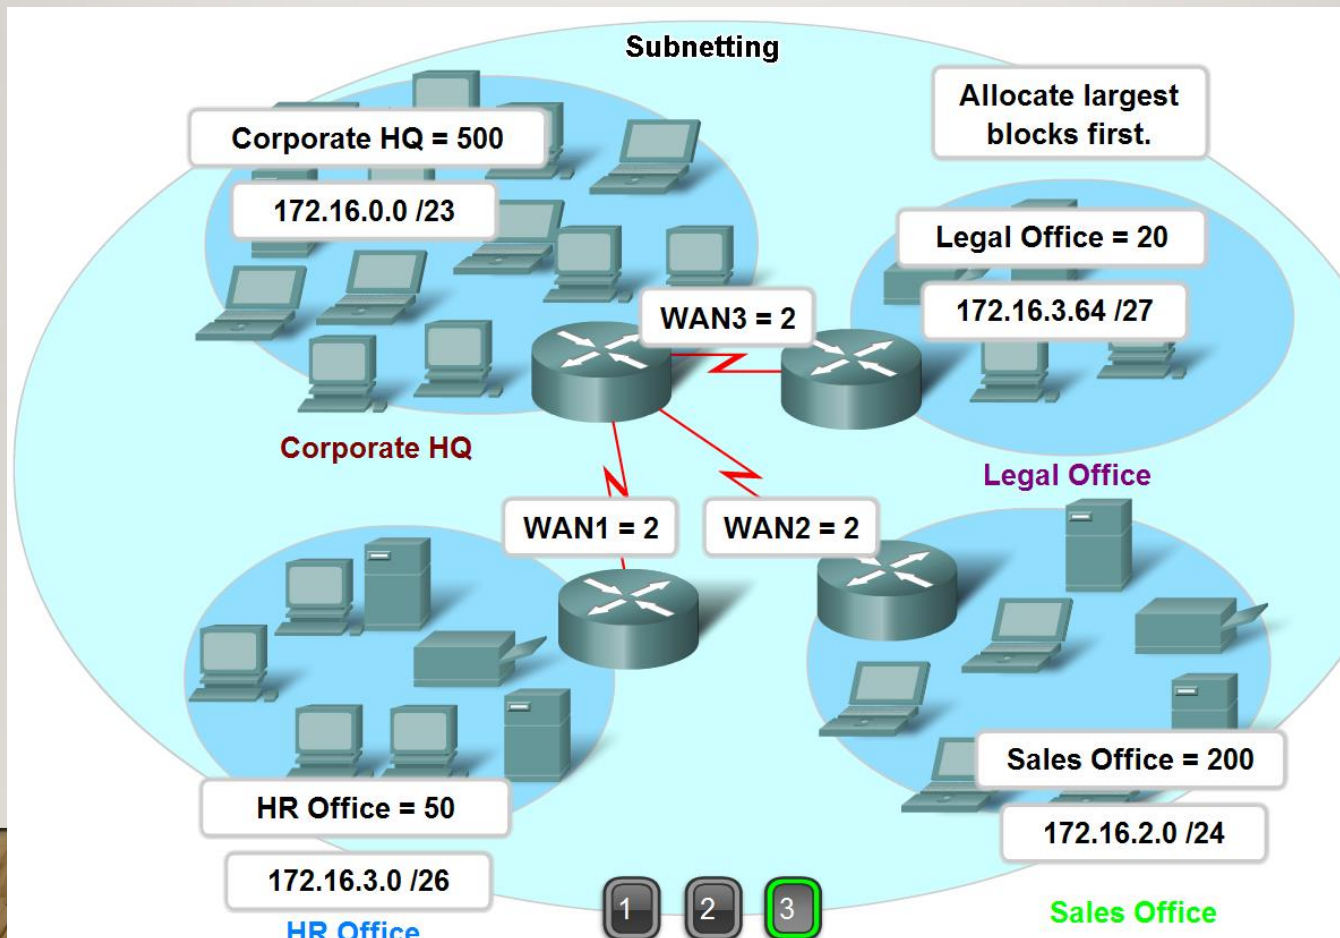 Subnetting
Allocate largest
blocks first.
Corporate HQ = 500
172.16.0.0 /23
Legal Office = 20
172.16.3.64 /27
WAN3 = 2
Corporate HQ
Legal Office
WAN1 = 2
WAN2 = 2
Sales Office = 200
172.16.2.0 /24
HR Office = 50
172.16.3.0 /26
HR Office
1
2
3
Sales Office